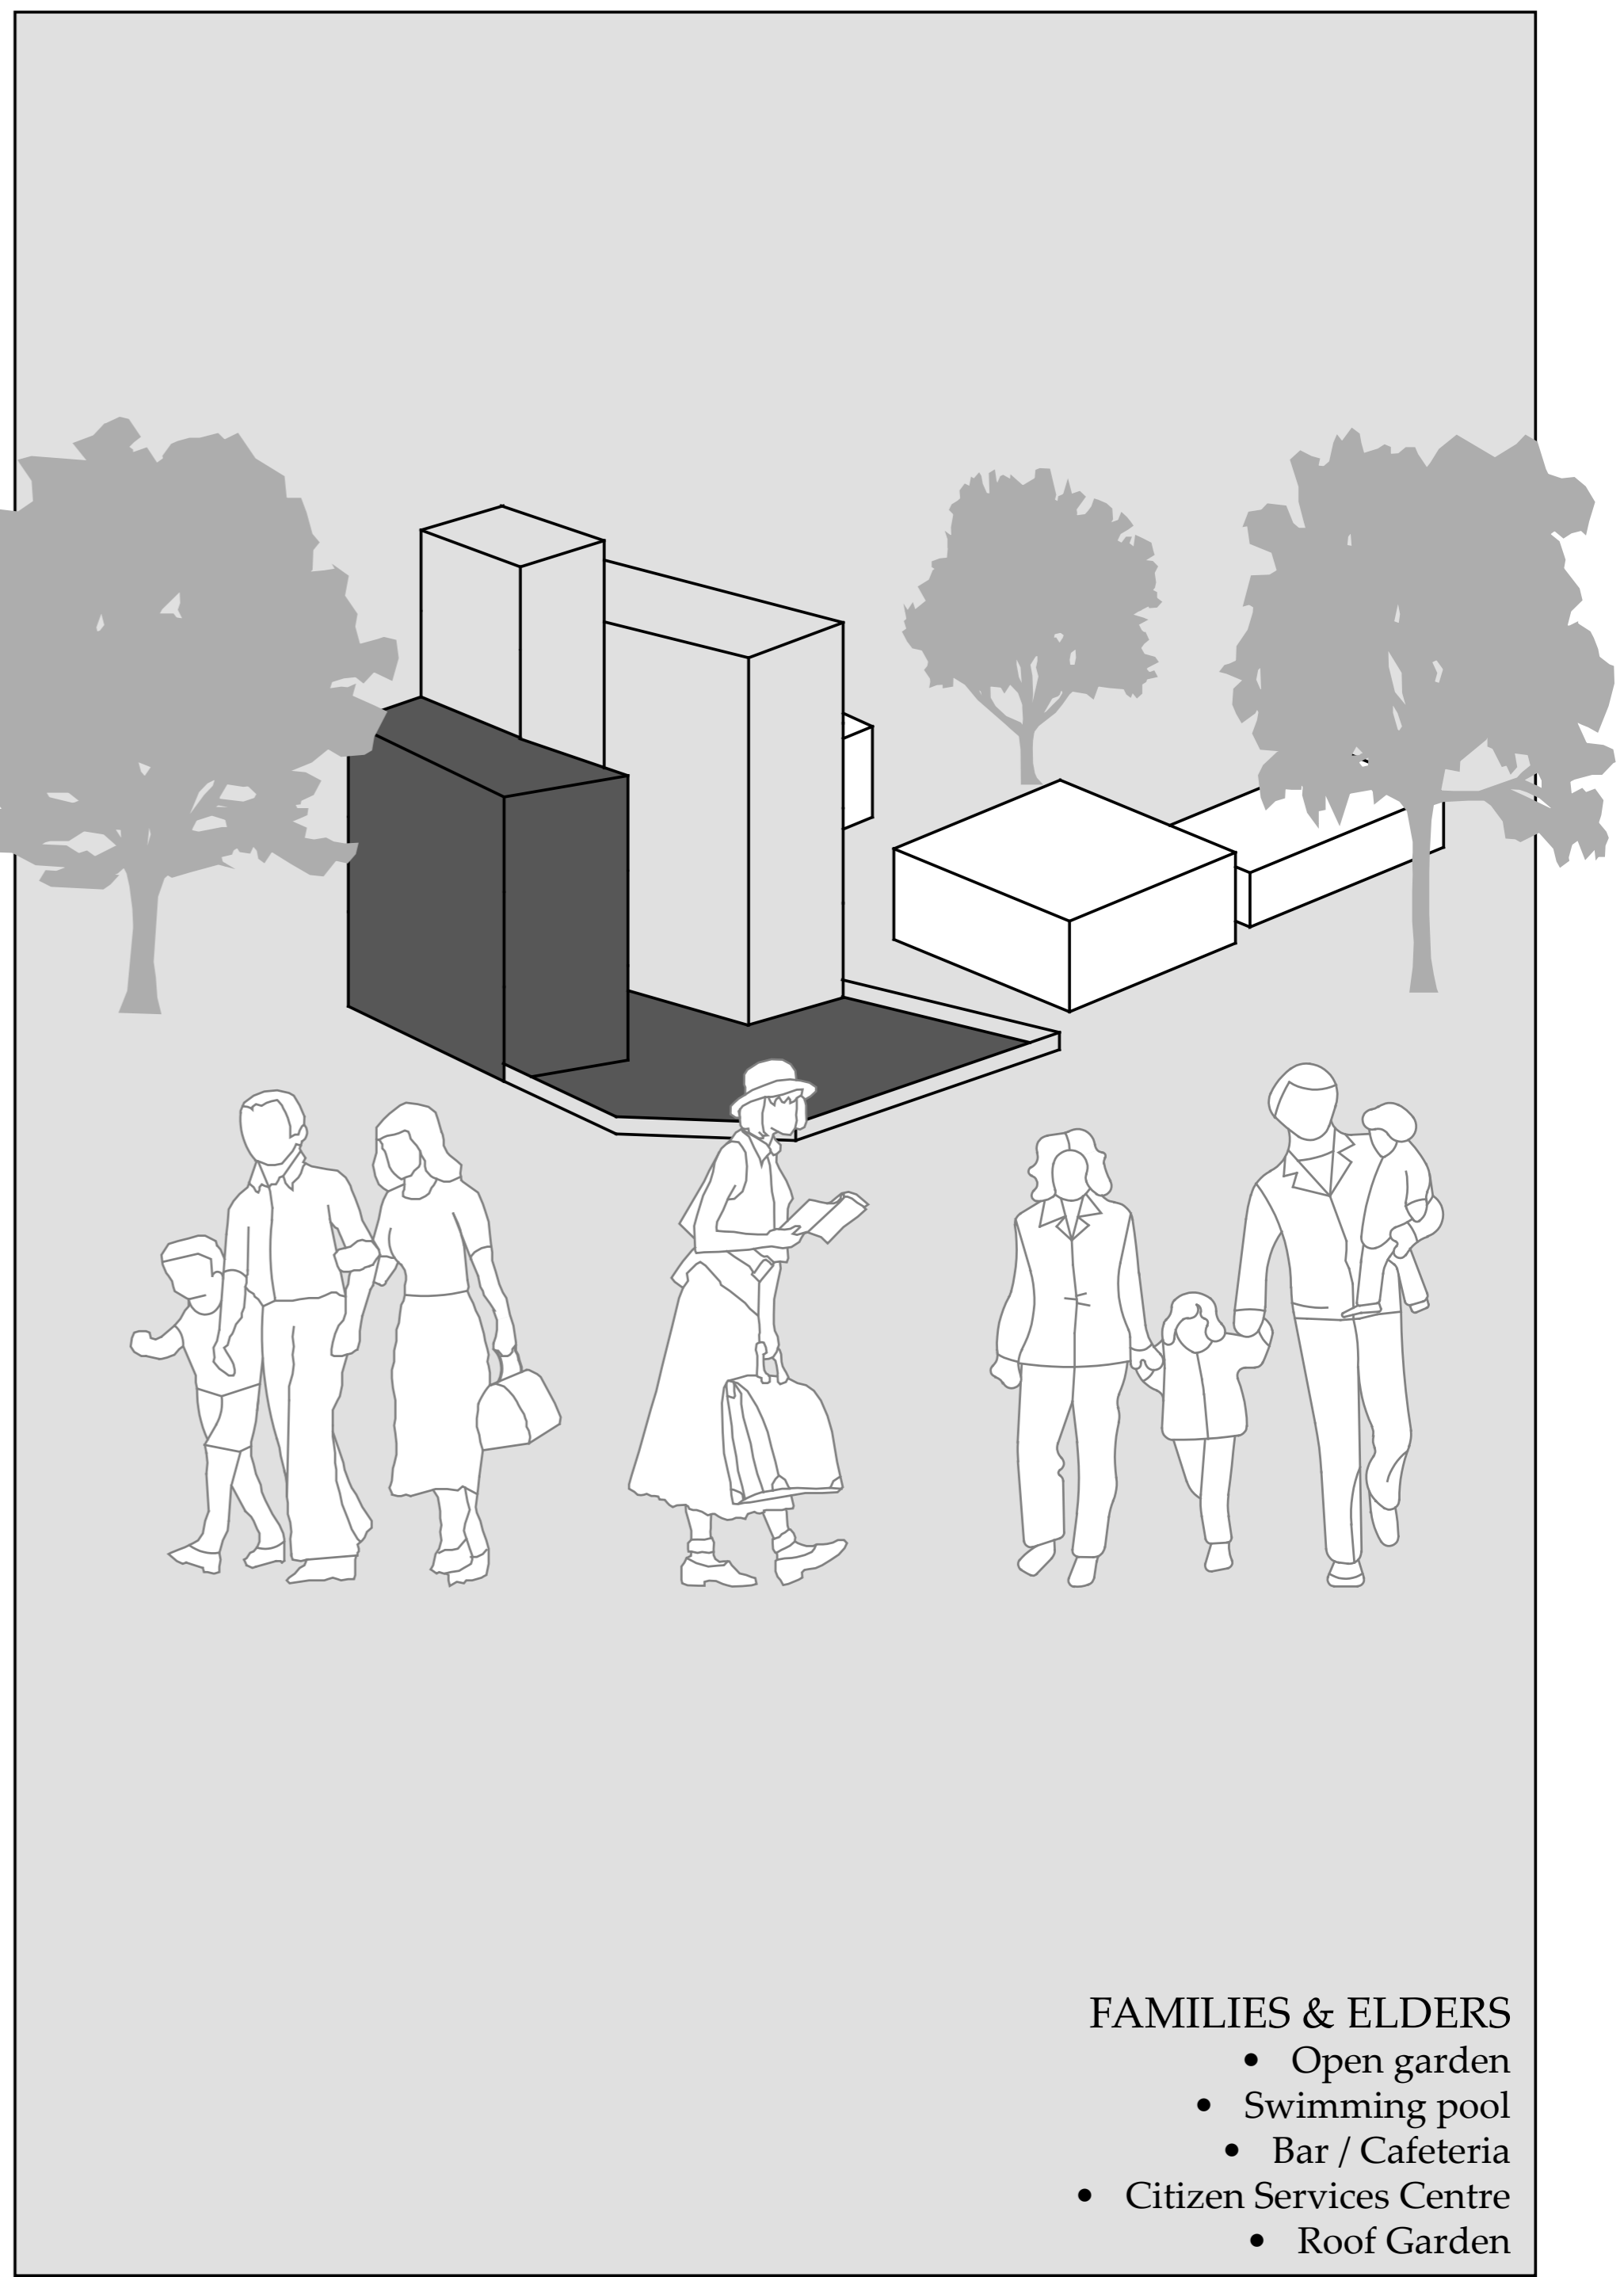 FAMILIES & ELDERS
• Open garden
• Swimming pool
• Bar / Cafeteria
• Citizen Services Centre
• Roof Garden